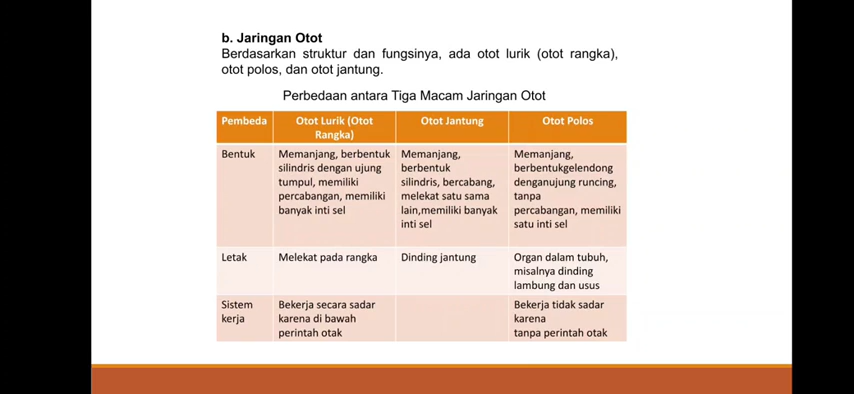 b. Jaringan Otot
Berdasarkan struktur dan fungsinya, ada otot lurik (otot rangka),
otot polos, dan otot jantung.
Perbedaan antara Tiga Macam Jaringan Otot
Pembeda
Otot Lurik (Otot
Rangka)
Otot Jantung
Otot Polos
Bentuk
Memanjang, berbentuk
silindris dengan ujung
tumpul, memiliki
percabangan, memiliki
banyak inti sel
Memanjang,
berbentuk
silindris, bercabang,
melekat satu sama
lain,memiliki banyak
inti sel
Memanjang,
berbentukgelendong
denganujung runcing,
tanpa
percabangan, memiliki
satu inti sel
Letak
Melekat pada rangka
Dinding jantung
Organ dalam tubuh,
misalnya dinding
lambung dan usus
Sistem
kerja
Bekerja secara sadar
karena di bawah
perintah otak
Bekerja tidak sadar
karena
tanpa perintah otak